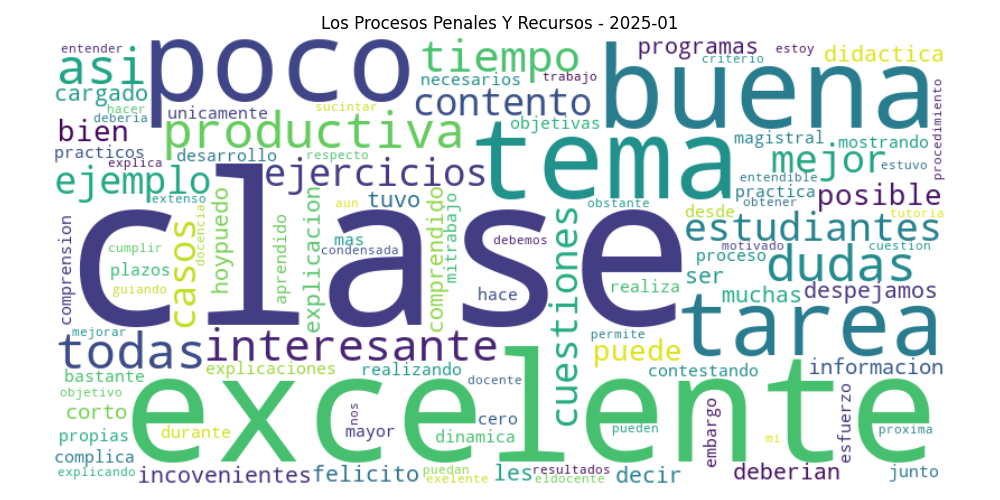 Los Procesos Penales Y Recursos - 2025-01
entender
poco
tiempo
programas
estoy
didactica
asi
buena
criterio
necesarios
trabajo
cargado
contento
hacer
unicamente
sucintar
procedimiento
deberia
productiva
objetivas
bien
tema
magistral
mostrando
practicos
desarrollo
respecto
mejor
estuvo
explica
ejercicios
ejemplo
entendible
practica
posible
extenso
tuvo
aun
obstante
obtener
clase
desde
tutoria
comprension
casos
docencia
hoypuedo
aprendido
explicacion
mas
condensada
comprendido
mitrabajo
debemos
cuestiones
estudiantes
motivado
cuestion
cumplir
proceso
dudas
plazos
ser
guiando
hace
realiza
muchas
despejamos
mejorar
permite
tarea
todas
interesante
puede
explicaciones
realizando
contestando
informacion
bastante
docente
objetivo
excelente
corto
nos
mayor
cero
pueden
embargo
esfuerzo
propias
durante
dinamica
mi
proxima
complica
explicando
incovenientes
felicito
puedan
exelente
les
resultados
eldocente
decir
deberian
junto